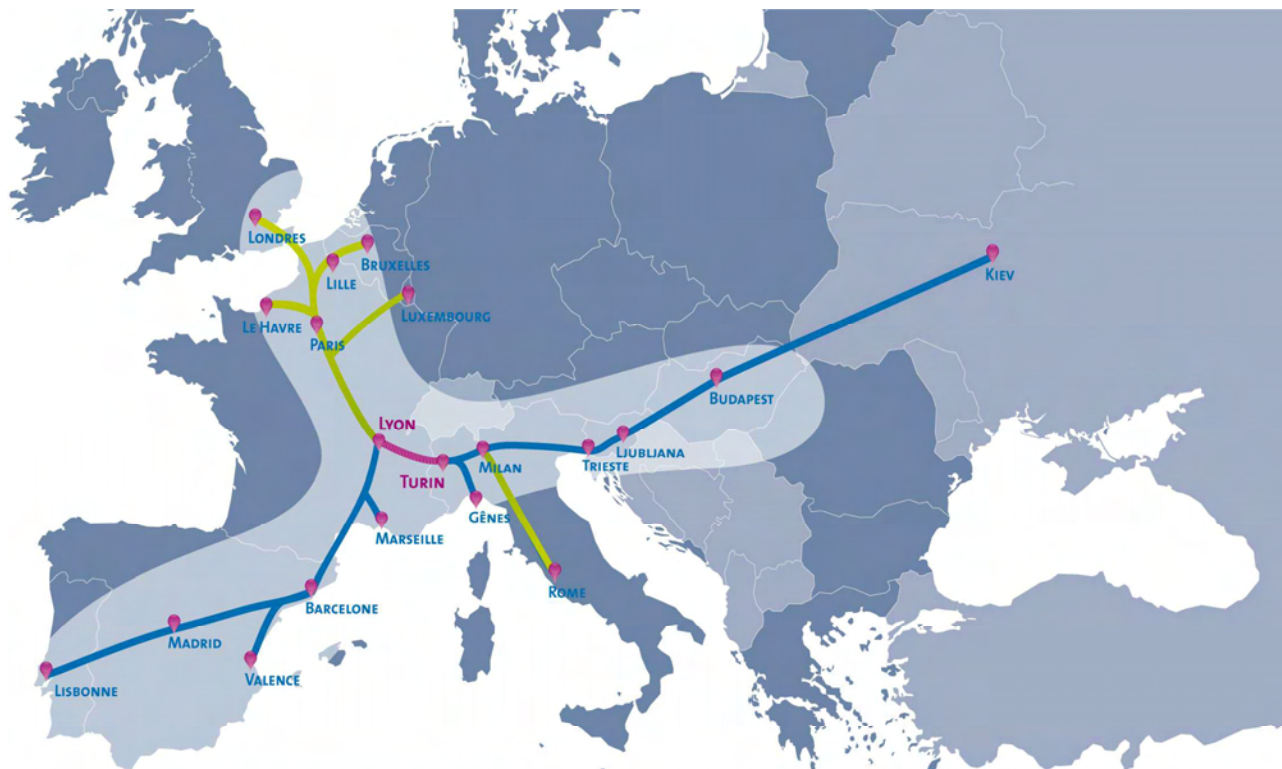 Londres
Bruxelles
Lille
Kiev
Luxembourg
Le Havre
Paris
Budapest
Lyon
Ljubljana
Milan
Trieste
Turin
Gênes
Marseille
Rome
Barcelone
Madrid
Valence
Lisbonne